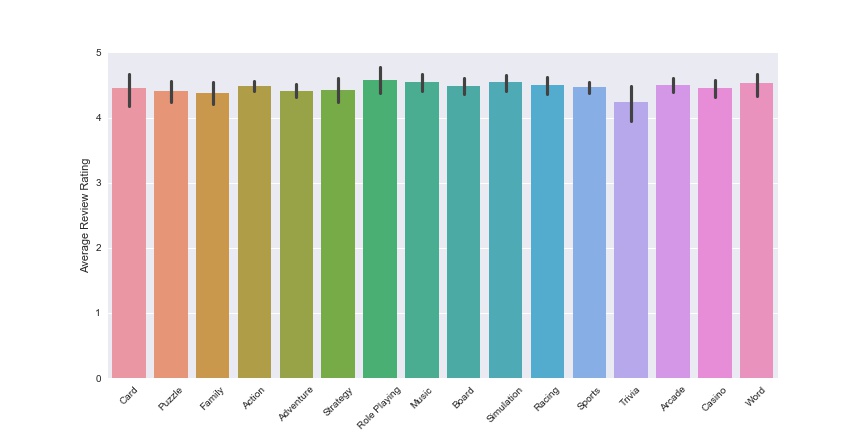 5
4
3
2
1
0
Average Review Rating
Card
Puzzle
Family
Action
Adventure
Strategy
Role Playing
Music
Board
Simulation
Racing
Sports
Trivia
Arcade
Casino
Word